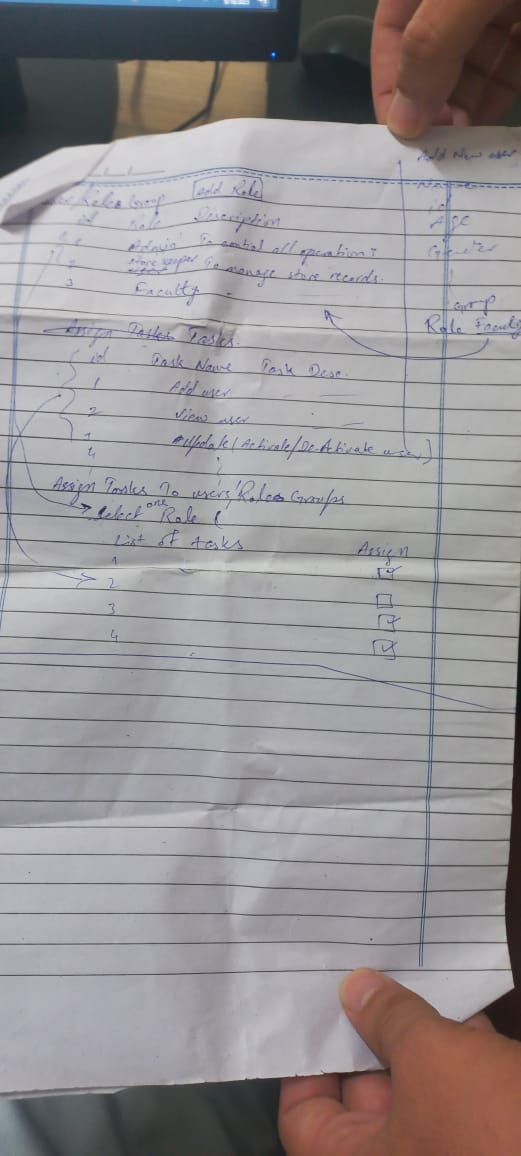 Roles Group [Add Role]
id Role Description
1 Admin To control all operations
2 Store keeper To manage store records.
3 Faculty -
Add New user
Name
id
Age
Gender
Group
Role Faculty
Assign Tasks Tasks.
id Task Name Task Desc.
1 Add user
2 View user
Update (Activate/De-Activate user)
4
Assign Tasks To users/Roles Groups
Select one Role (
List of tasks Assign
1 ☑
2 ☐
3 ☑
4 ☑